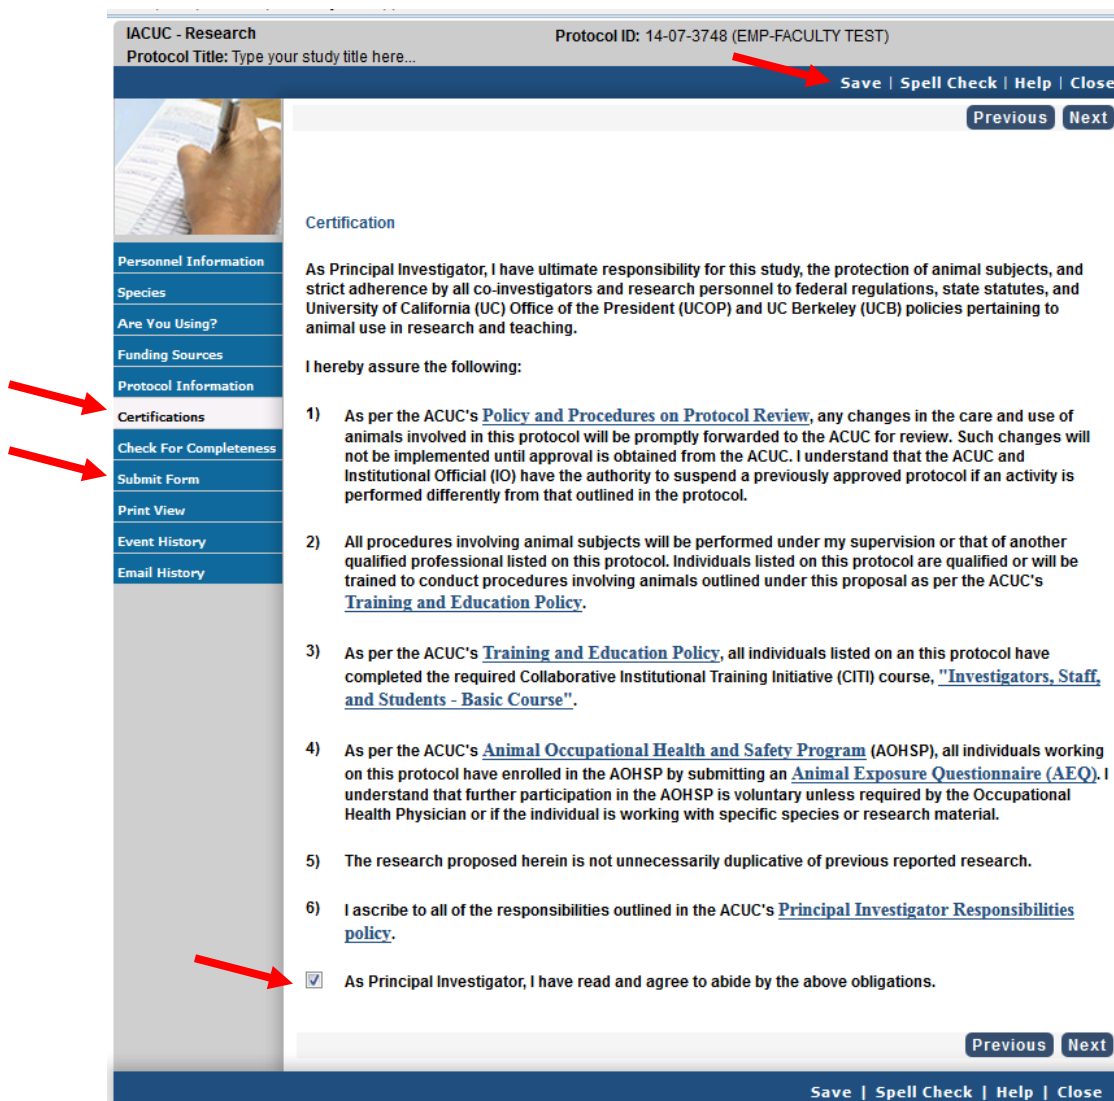 IACUC - Research
Protocol ID: 14-07-3748 (EMP-FACULTY TEST)
Protocol Title: Type your study title here...
Save | Spell Check | Help | Close
Previous Next
Certification
Personnel Information
Species
Are You Using?
Funding Sources
Protocol Information
Certifications
Check For Completeness
Submit Form
Print View
Event History
Email History
As Principal Investigator, I have ultimate responsibility for this study, the protection of animal subjects, and
strict adherence by all co-investigators and research personnel to federal regulations, state statutes, and
University of California (UC) Office of the President (UCOP) and UC Berkeley (UCB) policies pertaining to
animal use in research and teaching.
I hereby assure the following:
1) As per the ACUC's Policy and Procedures on Protocol Review, any changes in the care and use of
animals involved in this protocol will be promptly forwarded to the ACUC for review. Such changes will
not be implemented until approval is obtained from the ACUC. I understand that the ACUC and
Institutional Official (IO) have the authority to suspend a previously approved protocol if an activity is
performed differently from that outlined in the protocol.
2) All procedures involving animal subjects will be performed under my supervision or that of another
qualified professional listed on this protocol. Individuals listed on this protocol are qualified or will be
trained to conduct procedures involving animals outlined under this proposal as per the ACUC's
Training and Education Policy.
3) As per the ACUC's Training and Education Policy, all individuals listed on an this protocol have
completed the required Collaborative Institutional Training Initiative (CITI) course, "Investigators, Staff,
and Students - Basic Course".
4) As per the ACUC's Animal Occupational Health and Safety Program (AOHSP), all individuals working
on this protocol have enrolled in the AOHSP by submitting an Animal Exposure Questionnaire (AEQ). I
understand that further participation in the AOHSP is voluntary unless required by the Occupational
Health Physician or if the individual is working with specific species or research material.
5) The research proposed herein is not unnecessarily duplicative of previous reported research.
6) I ascribe to all of the responsibilities outlined in the ACUC's Principal Investigator Responsibilities
policy.
As Principal Investigator, I have read and agree to abide by the above obligations.
Previous Next
Save | Spell Check | Help | Close